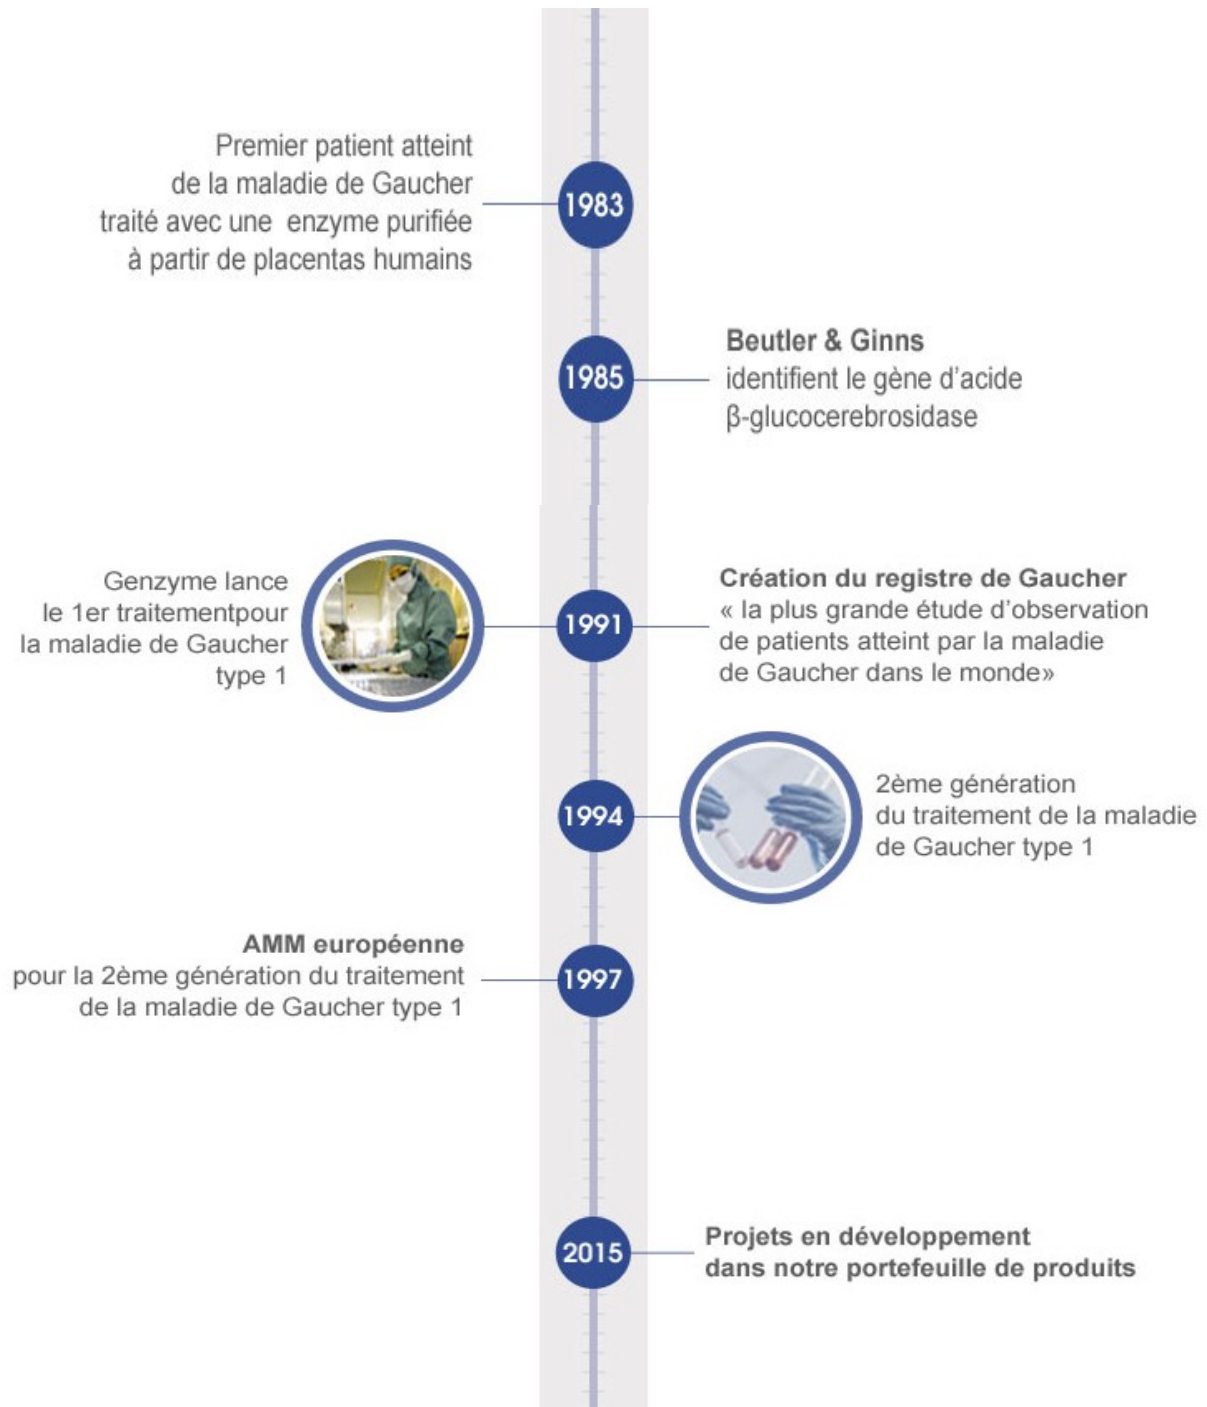 Premier patient atteint
de la maladie de Gaucher
traité avec une enzyme purifiée
à partir de placentas humains
1983
1985
Beutler & Ginns
identifient le gène d’acide
β-glucocerebrosidase
Genzyme lance
le 1er traitementpour
la maladie de Gaucher
type 1
1991
Création du registre de Gaucher
« la plus grande étude d’observation
de patients atteint par la maladie
de Gaucher dans le monde»
1994
2ème génération
du traitement de la maladie
de Gaucher type 1
AMM européenne
pour la 2ème génération du traitement
de la maladie de Gaucher type 1
1997
2015
Projets en développement
dans notre portefeuille de produits